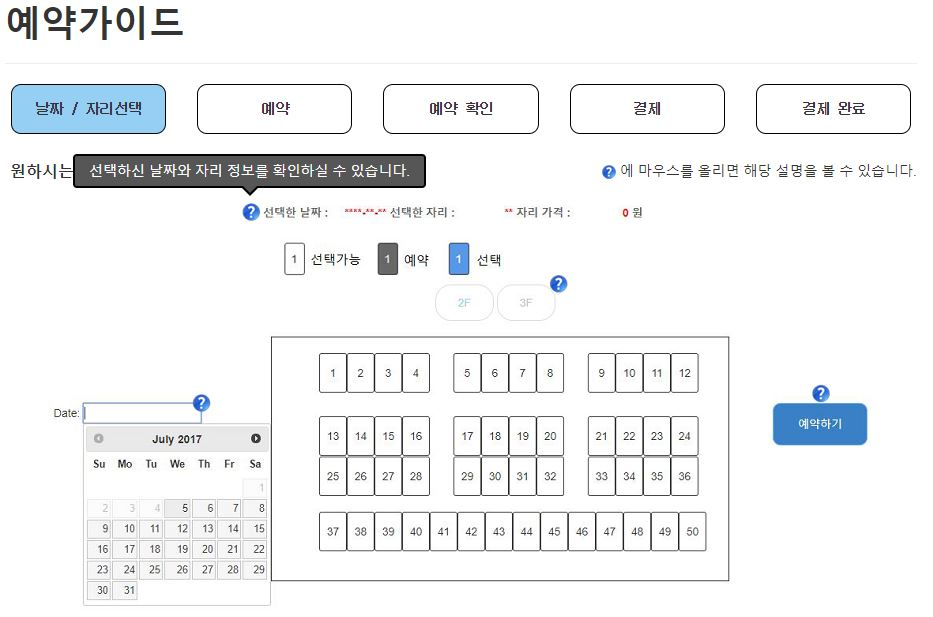 예약가이드
날짜 / 자리선택 예약 예약 확인 결제 결제 완료
원하시는 선택하신 날짜와 자리 정보를 확인하실 수 있습니다. ? 에 마우스를 올리면 해당 설명을 볼 수 있습니다.
? 선택한 날짜 : ****-**-** 선택한 자리 : ** 자리 가격 : 0 원
1 선택가능 1 예약 1 선택
?
2F 3F
1 2 3 4 5 6 7 8 9 10 11 12
13 14 15 16 17 18 19 20 21 22 23 24
25 26 27 28 29 30 31 32 33 34 35 36
37 38 39 40 41 42 43 44 45 46 47 48 49 50
Date: ?
July 2017
Su Mo Tu We Th Fr Sa
1
2 3 4 5 6 7 8
9 10 11 12 13 14 15
16 17 18 19 20 21 22
23 24 25 26 27 28 29
30 31
?
예약하기